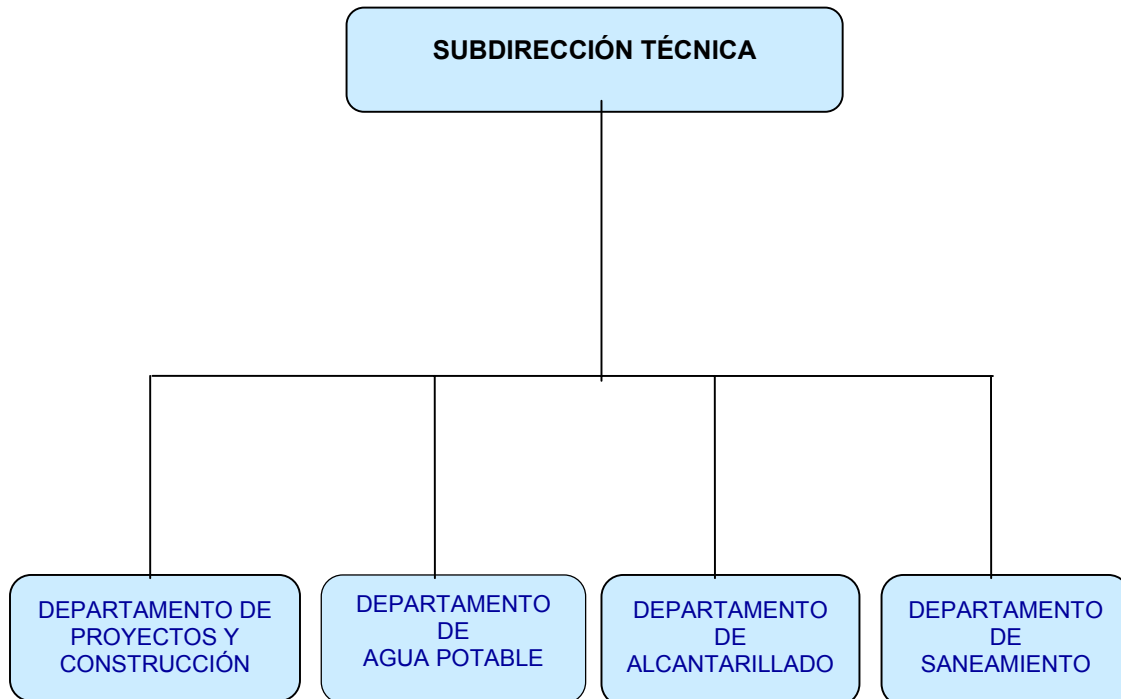 SUBDIRECCIÓN TÉCNICA
DEPARTAMENTO DE
PROYECTOS Y
CONSTRUCCIÓN
DEPARTAMENTO
DE
AGUA POTABLE
DEPARTAMENTO
DE
ALCANTARILLADO
DEPARTAMENTO
DE
SANEAMIENTO